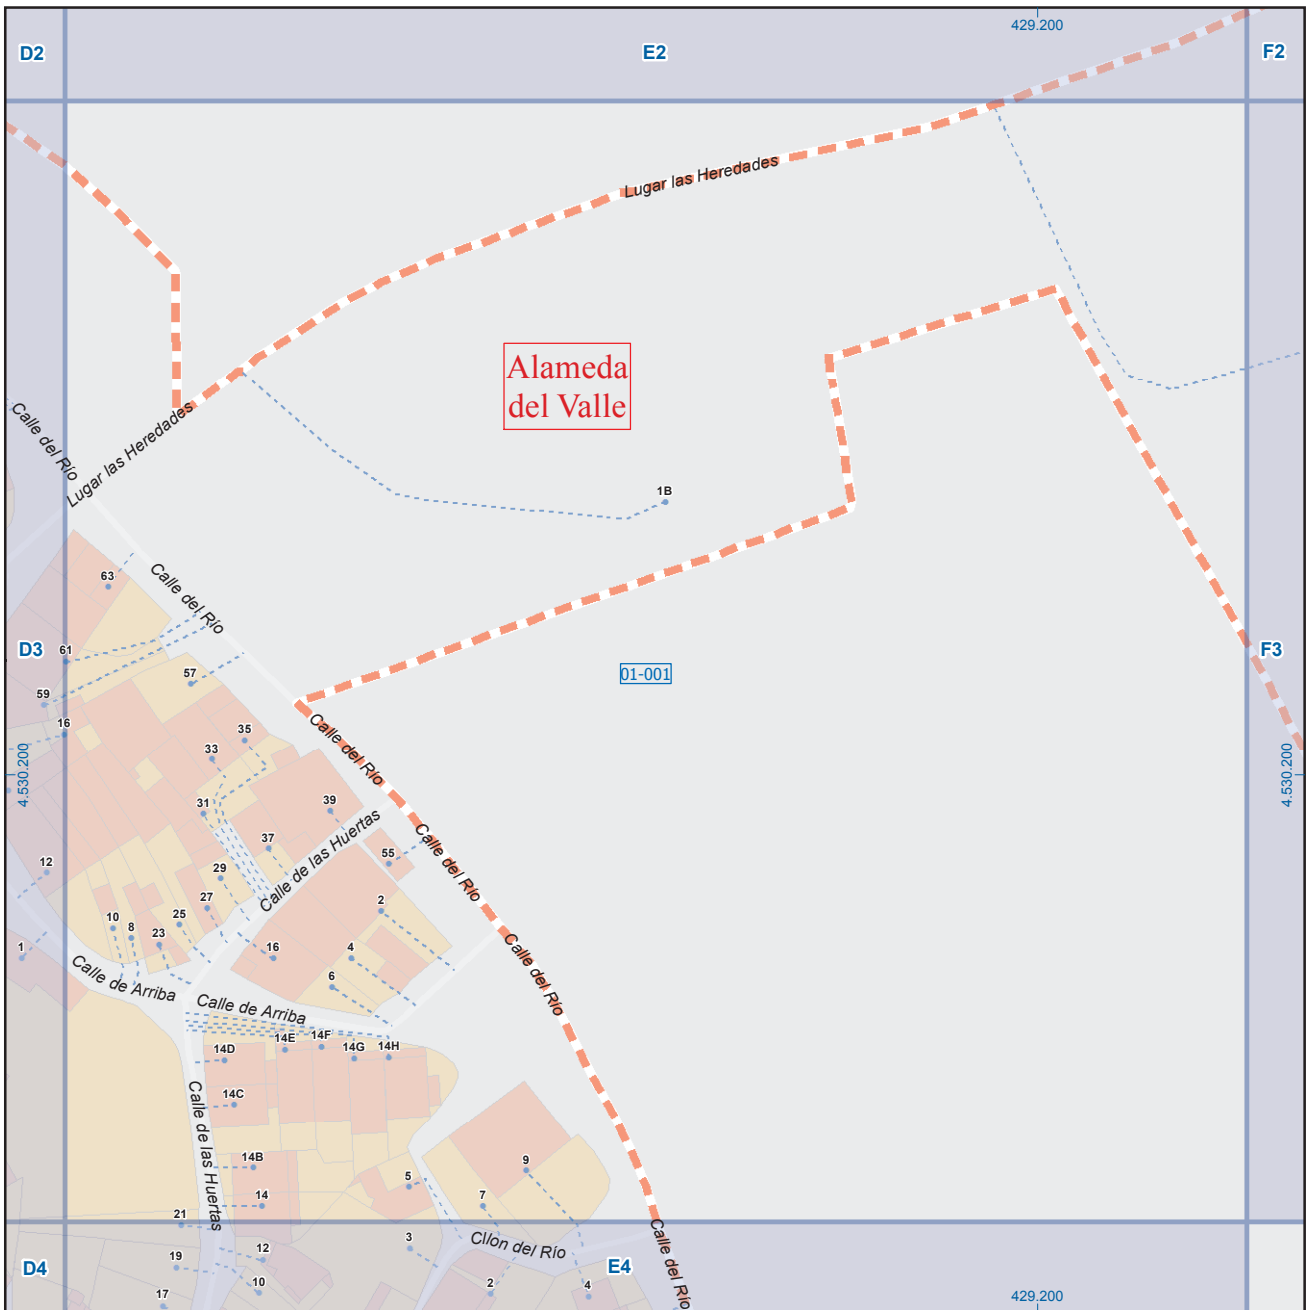 429.200
D2
E2
F2
Lugar las Heredades
Alameda
del Valle
Calle del Río
Lugar las Heredades
1B
63
Calle del Río
D3
61
F3
57
59
01-001
16
35
Calle del Río
33
4.530.200
4.530.200
31
39
37
Calle de las Huertas
55
Calle del Río
12
29
27
2
10
8
23
25
1
16
4
Calle del Río
Calle de Arriba
6
Calle de Arriba
14D
14E
14F
14G
14H
14C
Calle de las Huertas
14B
9
5
14
7
21
3
Cllon del Río
Calle del Río
D4
19
12
E4
17
10
2
4
429.200